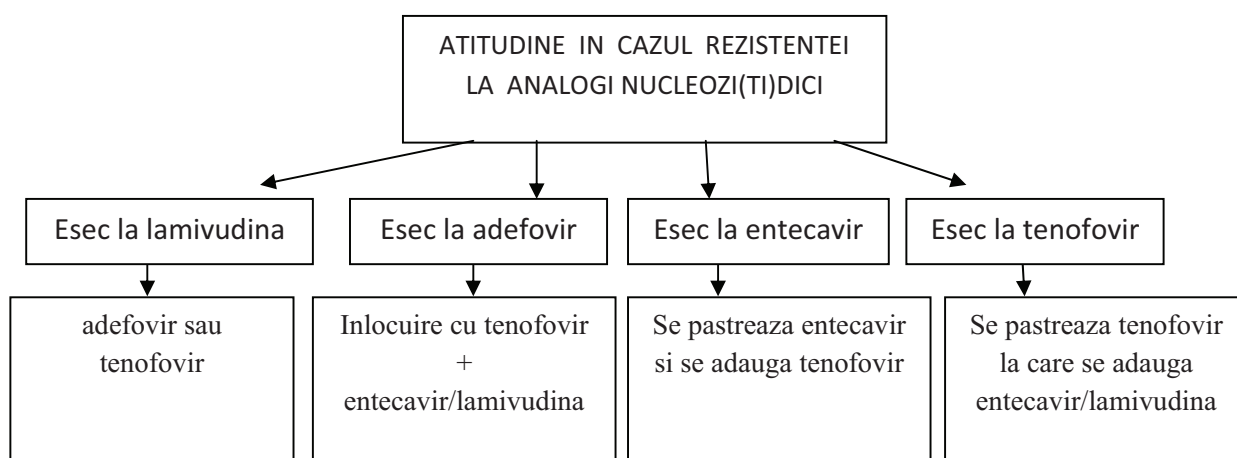 ATITUDINE IN CAZUL REZISTENTEI
LA ANALOGI NUCLEOZI(TI)DICI
Esec la lamivudina
Esec la adefovir
Esec la entecavir
Esec la tenofovir
adefovir sau
tenofovir
Inlocuire cu tenofovir
+
entecavir/lamivudina
Se pastreaza entecavir
si se adauga tenofovir
Se pastreaza tenofovir
la care se adauga
entecavir/lamivudina